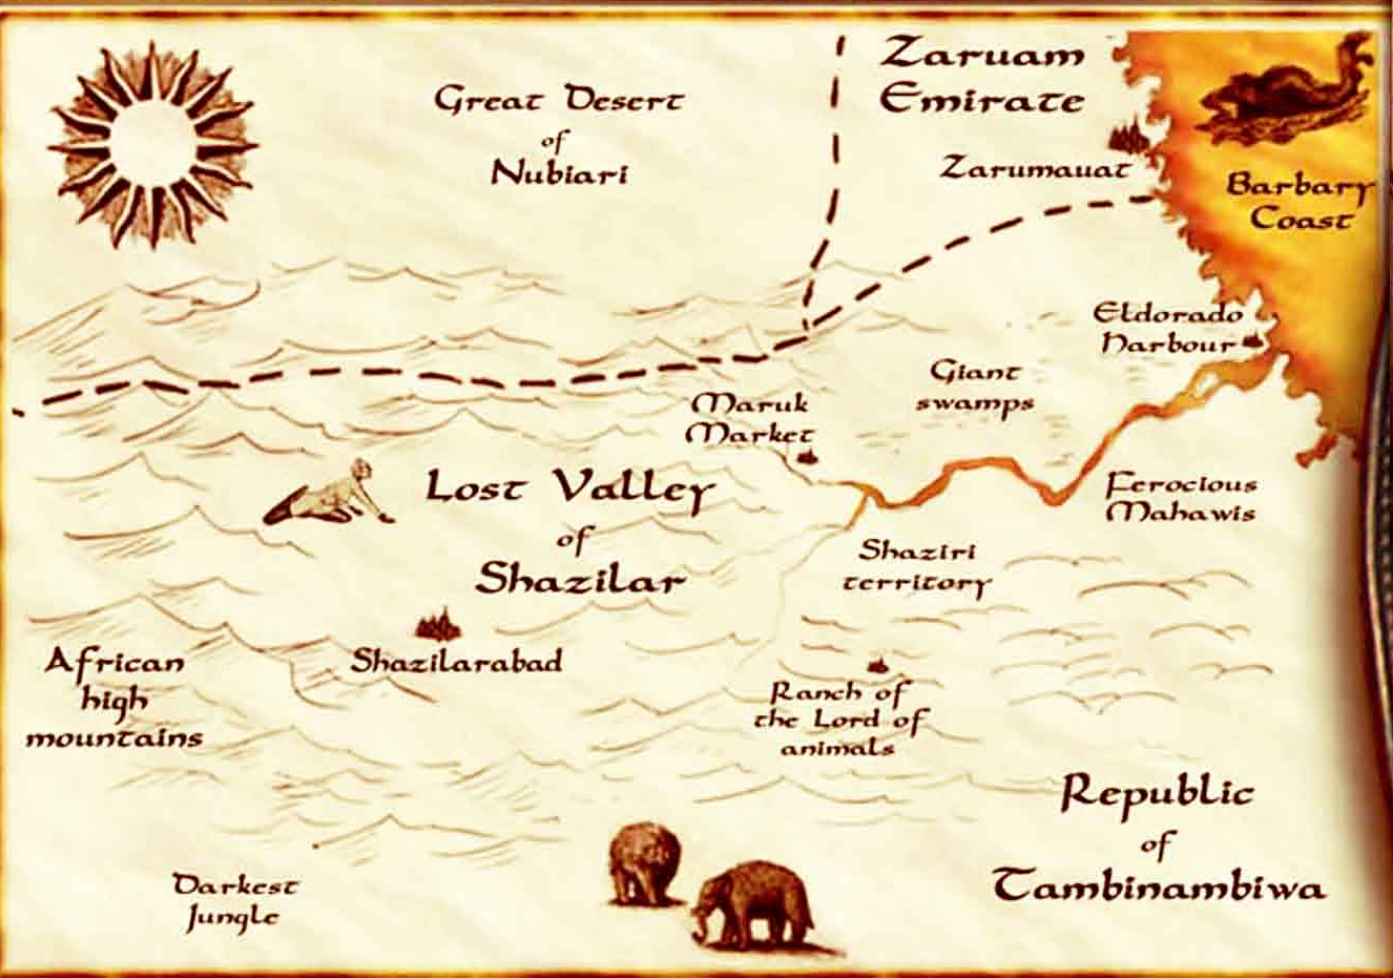 Great Desert
of
Nubiari
Zaruam
Emirate
Zarumauat
Barbary
Coast
Eldorado
Harbour
Giant
swamps
Maruk
Market
Lost Valley
of
Shazilar
Ferocious
Mahawis
Shaziri
territory
African
high
mountains
Shazilarabad
Ranch of
the Lord of
animals
Republic
of
Tambinambiwa
Darkest
Jungle